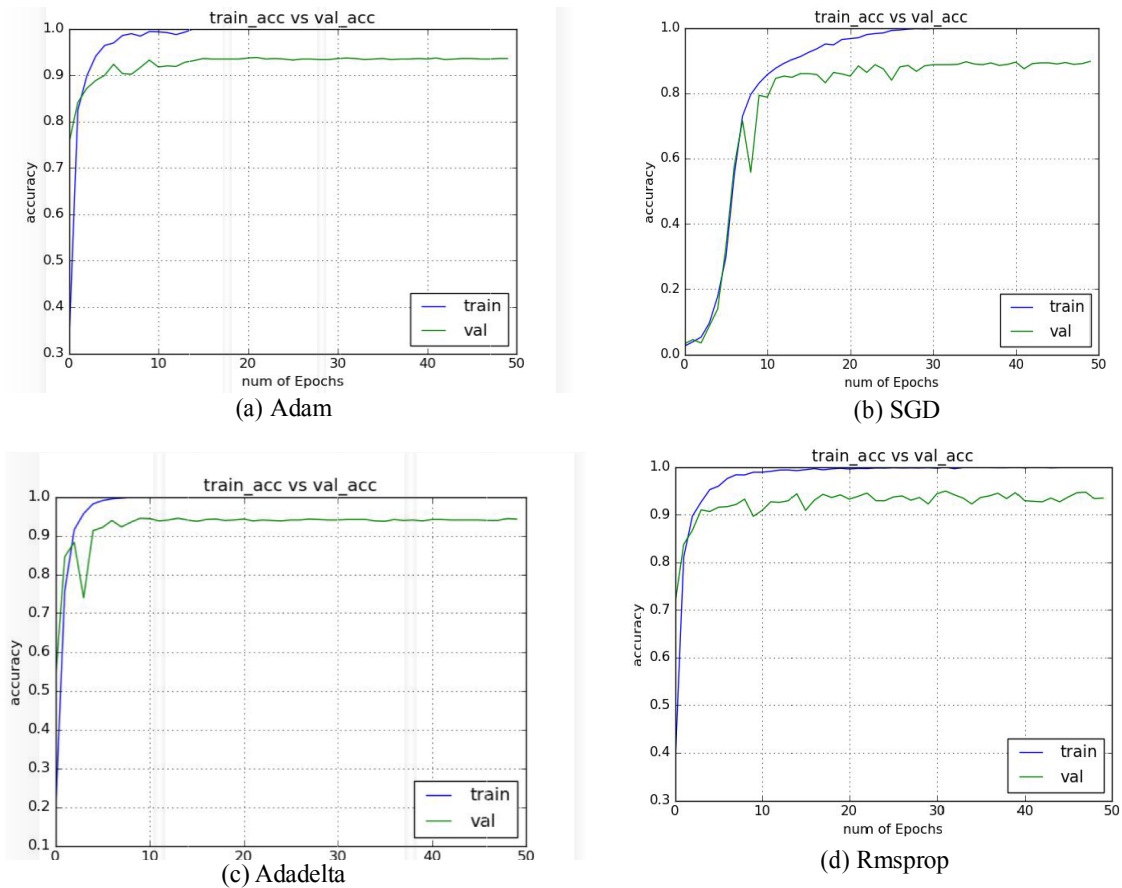 train_acc vs val_acc
1.0
0.9
0.8
0.7
0.6
0.5
0.4
0.3
accuracy
train
val
0 10 20 30 40 50
num of Epochs
(a) Adam
train_acc vs val_acc
1.0
0.8
0.6
0.4
0.2
0.0
accuracy
train
val
0 10 20 30 40 50
num of Epochs
(b) SGD
train_acc vs val_acc
1.0
0.9
0.8
0.7
0.6
0.5
0.4
0.3
0.2
0.1
accuracy
train
val
0 10 20 30 40 50
(c) Adadelta
train_acc vs val_acc
1.0
0.9
0.8
0.7
0.6
0.5
0.4
0.3
accuracy
train
val
0 10 20 30 40 50
num of Epochs
(d) Rmsprop